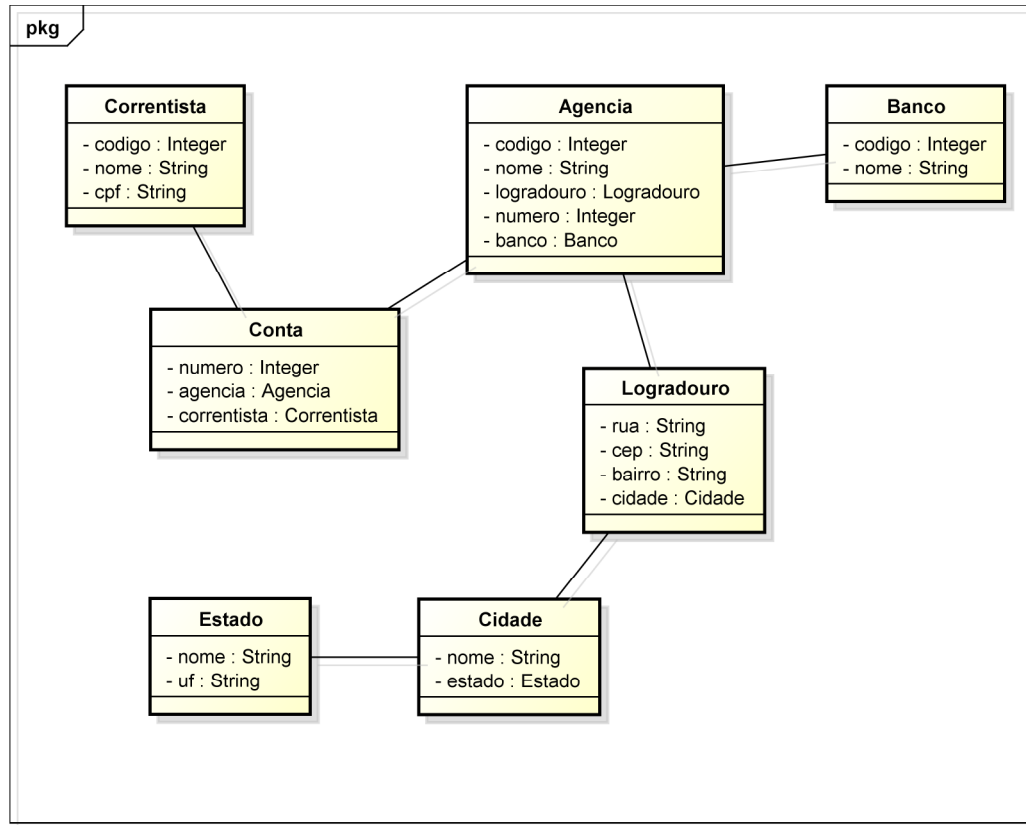 pkg
Correntista
- codigo : Integer
- nome : String
- cpf : String
Agencia
- codigo : Integer
- nome : String
- logradouro : Logradouro
- numero : Integer
- banco : Banco
Banco
- codigo : Integer
- nome : String
Conta
- numero : Integer
- agencia : Agencia
- correntista : Correntista
Logradouro
- rua : String
- cep : String
- bairro : String
- cidade : Cidade
Estado
- nome : String
- uf : String
Cidade
- nome : String
- estado : Estado